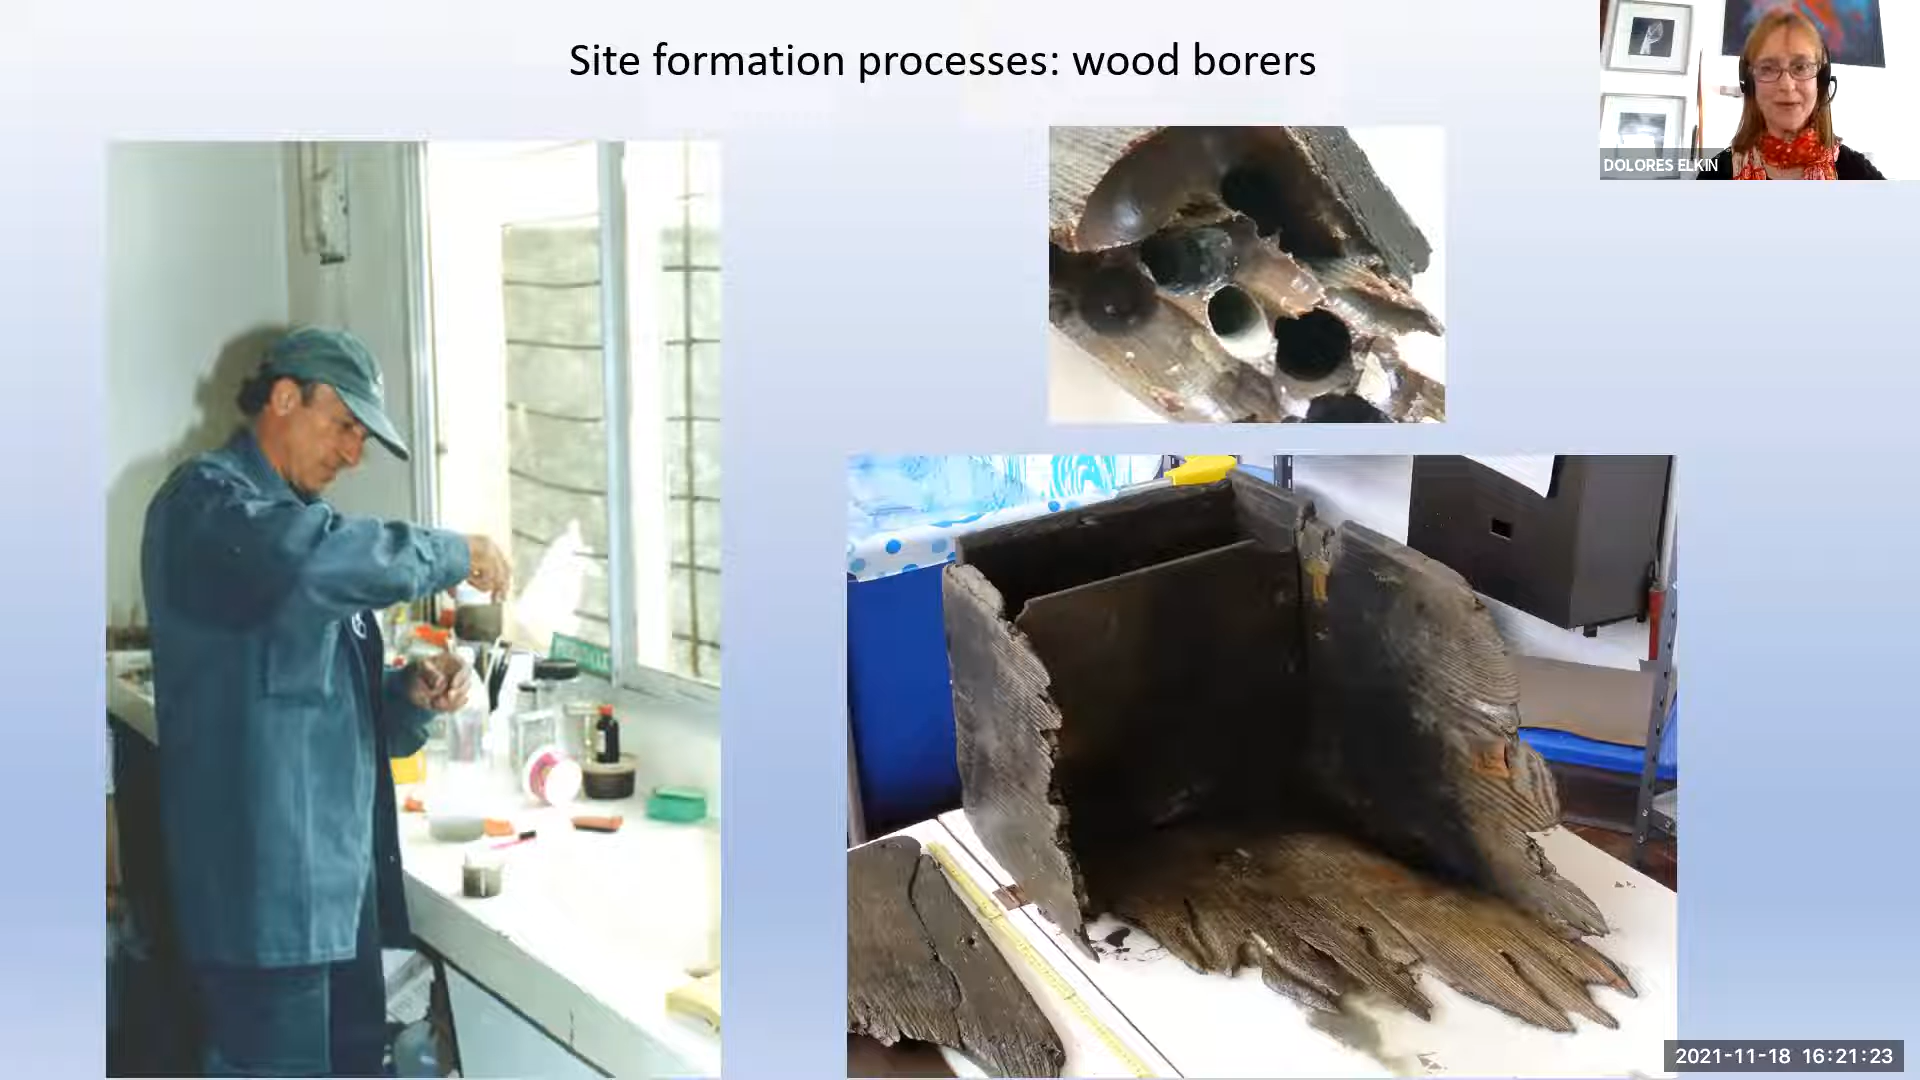 Site formation processes: wood borers
DOLORES ELKIN
2021-11-18 16:21:23